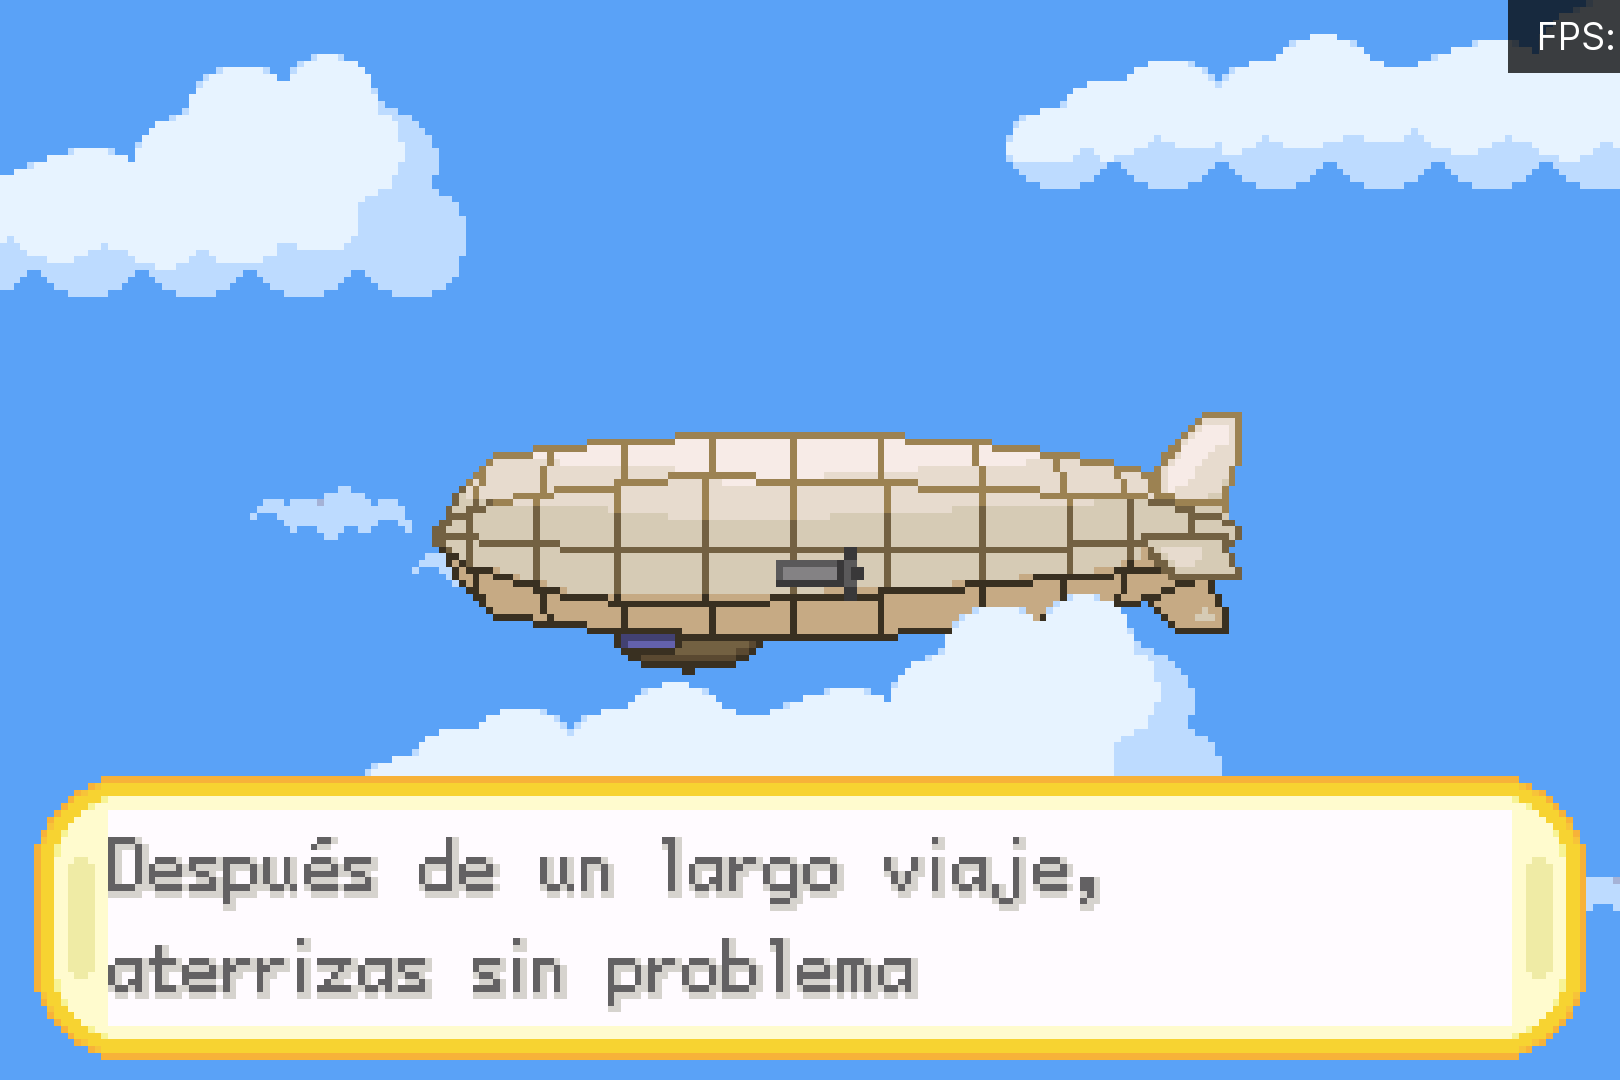 FPS:
Después de un largo viaje,
aterrizas sin problema